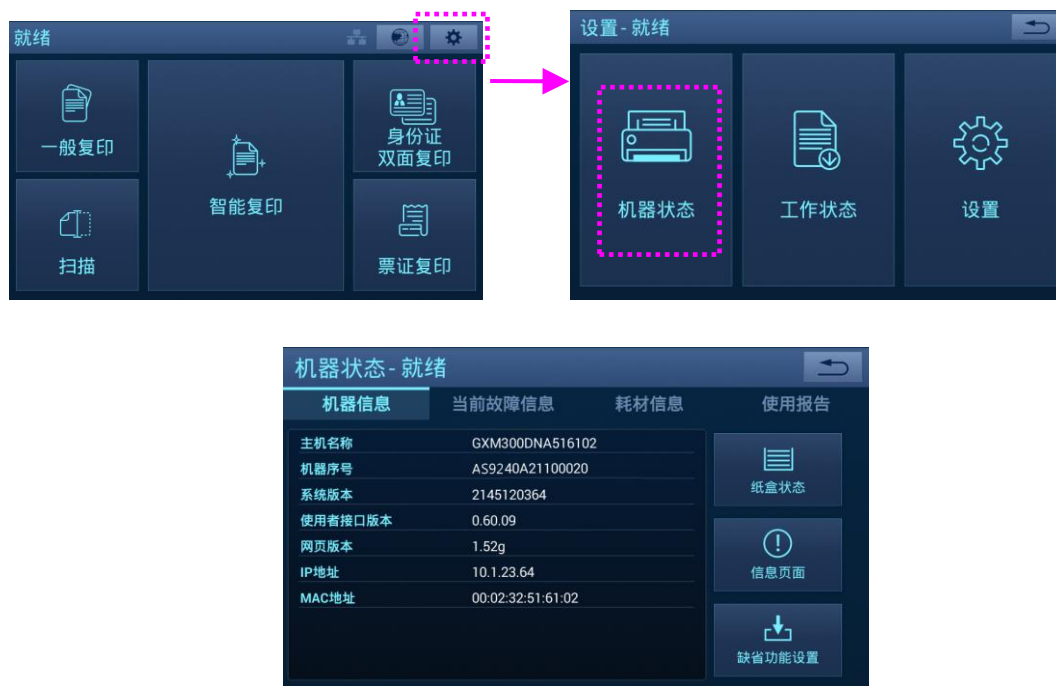 就绪
一般复印
智能复印
身份证
双面复印
扫描
票证复印
设置- 就绪
机器状态
工作状态
设置
机器状态- 就绪
机器信息 当前故障信息 耗材信息 使用报告
主机名称 GXM300DNA516102
机器序号 AS9240A21100020
系统版本 2145120364
使用者接口版本 0.60.09
网页版本 1.52g
IP地址 10.1.23.64
MAC地址 00:02:32:51:61:02
纸盒状态
信息页面
缺省功能设置